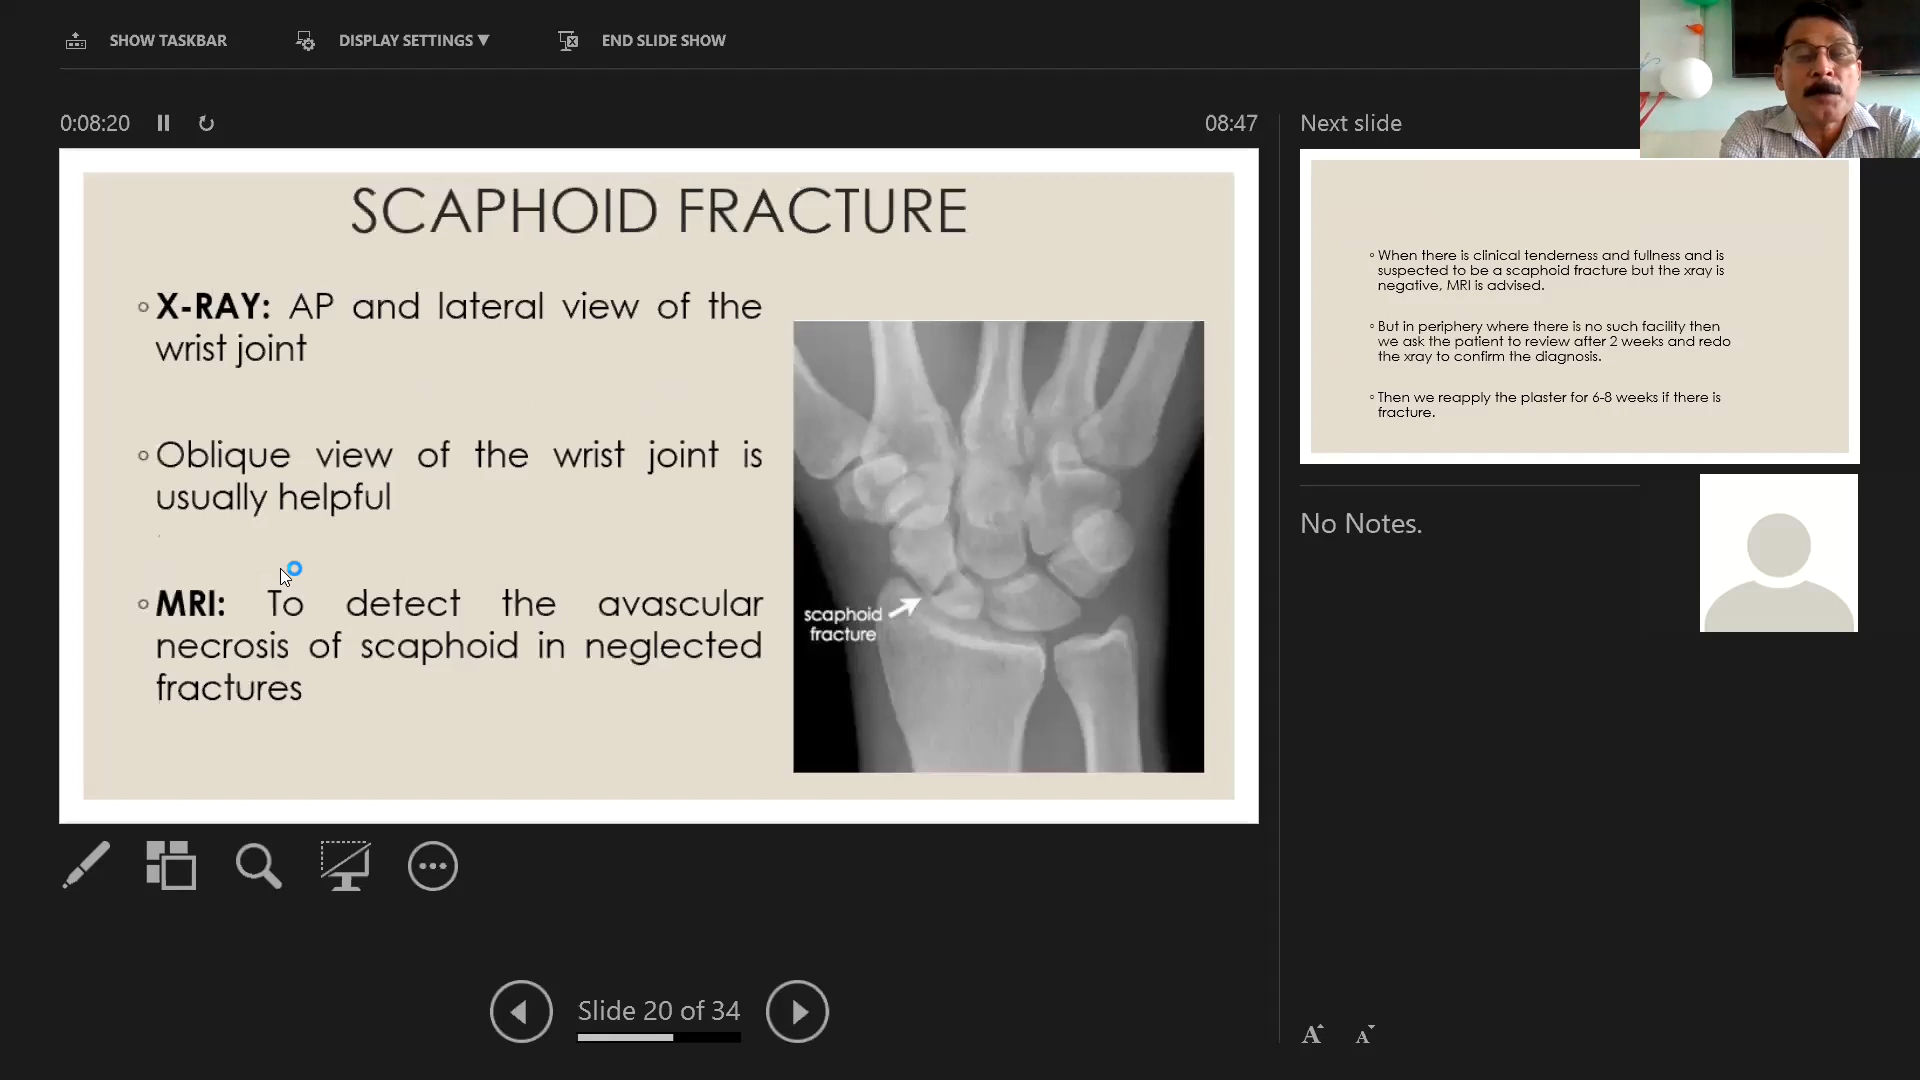 SHOW TASKBAR
DISPLAY SETTINGS ▼
END SLIDE SHOW
0:08:20
08:47
Next slide
SCAPHOID FRACTURE
◦ X-RAY: AP and lateral view of the
wrist joint
◦ Oblique view of the wrist joint is
usually helpful
◦ MRI: To detect the avascular
necrosis of scaphoid in neglected
fractures
scaphoid
fracture
◦ When there is clinical tenderness and fullness and is
suspected to be a scaphoid fracture but the xray is
negative, MRI is advised.
◦ But in periphery where there is no such facility then
we ask the patient to review after 2 weeks and redo
the xray to confirm the diagnosis.
◦ Then we reapply the plaster for 6-8 weeks if there is
fracture.
No Notes.
Slide 20 of 34
A A